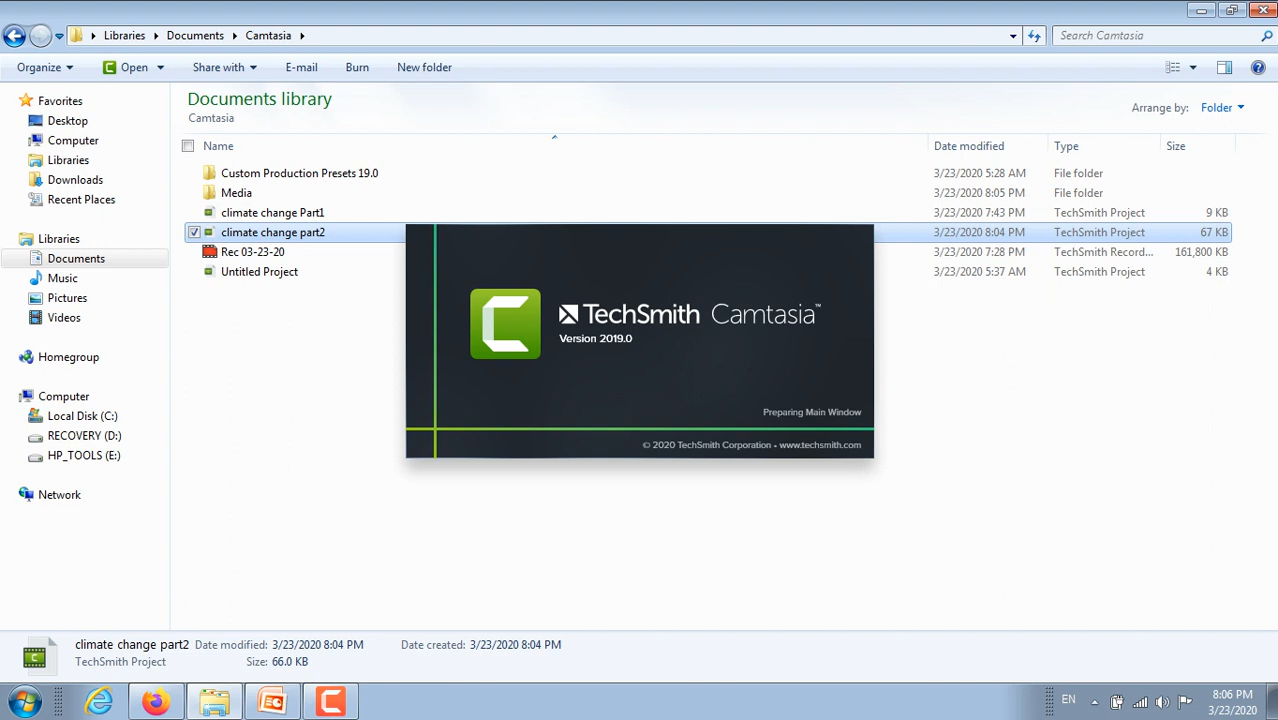 Libraries Documents Camtasia
Search Camtasia
Organize Open Share with E-mail Burn New folder
Documents library
Camtasia
Arrange by: Folder
Name Date modified Type Size
Custom Production Presets 19.0 3/23/2020 5:28 AM File folder
Media 3/23/2020 8:05 PM File folder
climate change Part1 3/23/2020 7:43 PM TechSmith Project 9 KB
climate change part2 3/23/2020 8:04 PM TechSmith Project 67 KB
Rec 03-23-20 3/23/2020 7:28 PM TechSmith Record... 161,800 KB
Untitled Project 3/23/2020 5:37 AM TechSmith Project 4 KB
Favorites
Desktop
Computer
Libraries
Downloads
Recent Places
Libraries
Documents
Music
Pictures
Videos
Homegroup
Computer
Local Disk (C:)
RECOVERY (D:)
HP_TOOLS (E:)
Network
TechSmith Camtasia™
Version 2019.0
Preparing Main Window
© 2020 TechSmith Corporation • www.techsmith.com
climate change part2 Date modified: 3/23/2020 8:04 PM Date created: 3/23/2020 8:04 PM
TechSmith Project Size: 66.0 KB
EN
8:06 PM
3/23/2020